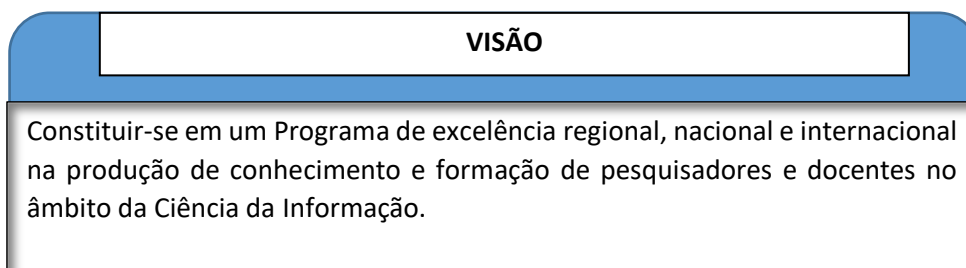 VISÃO
Constituir-se em um Programa de excelência regional, nacional e internacional
na produção de conhecimento e formação de pesquisadores e docentes no
âmbito da Ciência da Informação.